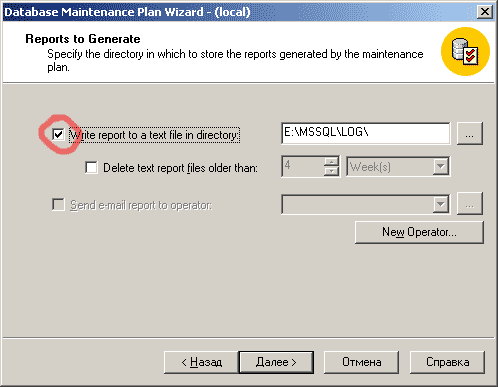 Database Maintenance Plan Wizard - (local)
Reports to Generate
Specify the directory in which to store the reports generated by the maintenance
plan.
Write report to a text file in directory: E:\MSSQL\LOG\ ...
Delete text report files older than: 4 Week(s)
Send e-mail report to operator: ...
New Operator...
< Назад Далее > Отмена Справка